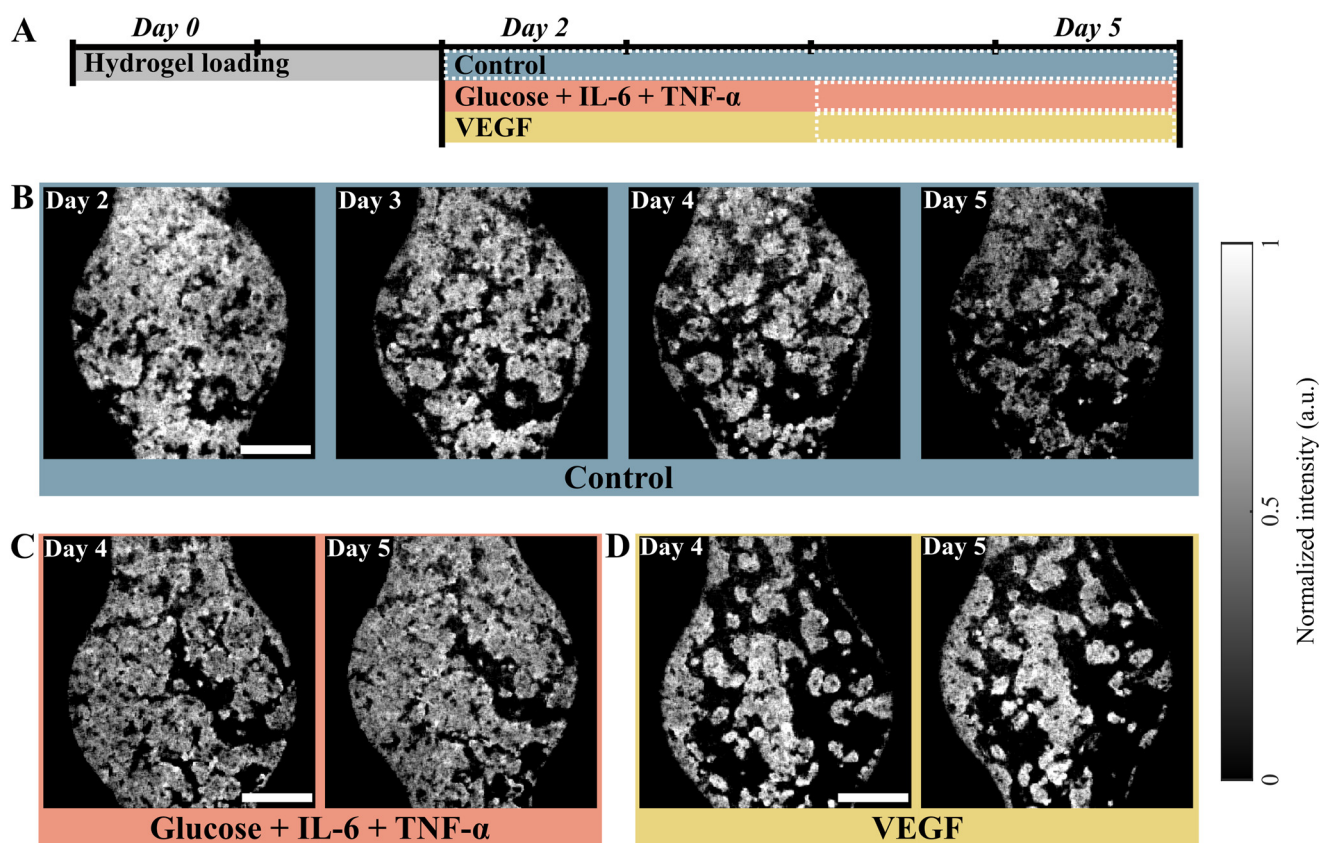 A
Day 0 Day 2 Day 5
Hydrogel loading
Control
Glucose + IL-6 + TNF-α
VEGF
B
Day 2 Day 3 Day 4 Day 5
Control
C
Day 4 Day 5
Glucose + IL-6 + TNF-α
D
Day 4 Day 5
VEGF
1
0.5
0
Normalized intensity (a.u.)